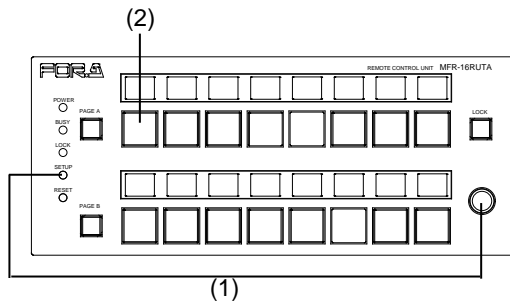 (2)
FOR.A
REMOTE CONTROL UNIT MFR-16RUTA
POWER
PAGE A
LOCK
BUSY
LOCK
SETUP
RESET
PAGE B
(1)